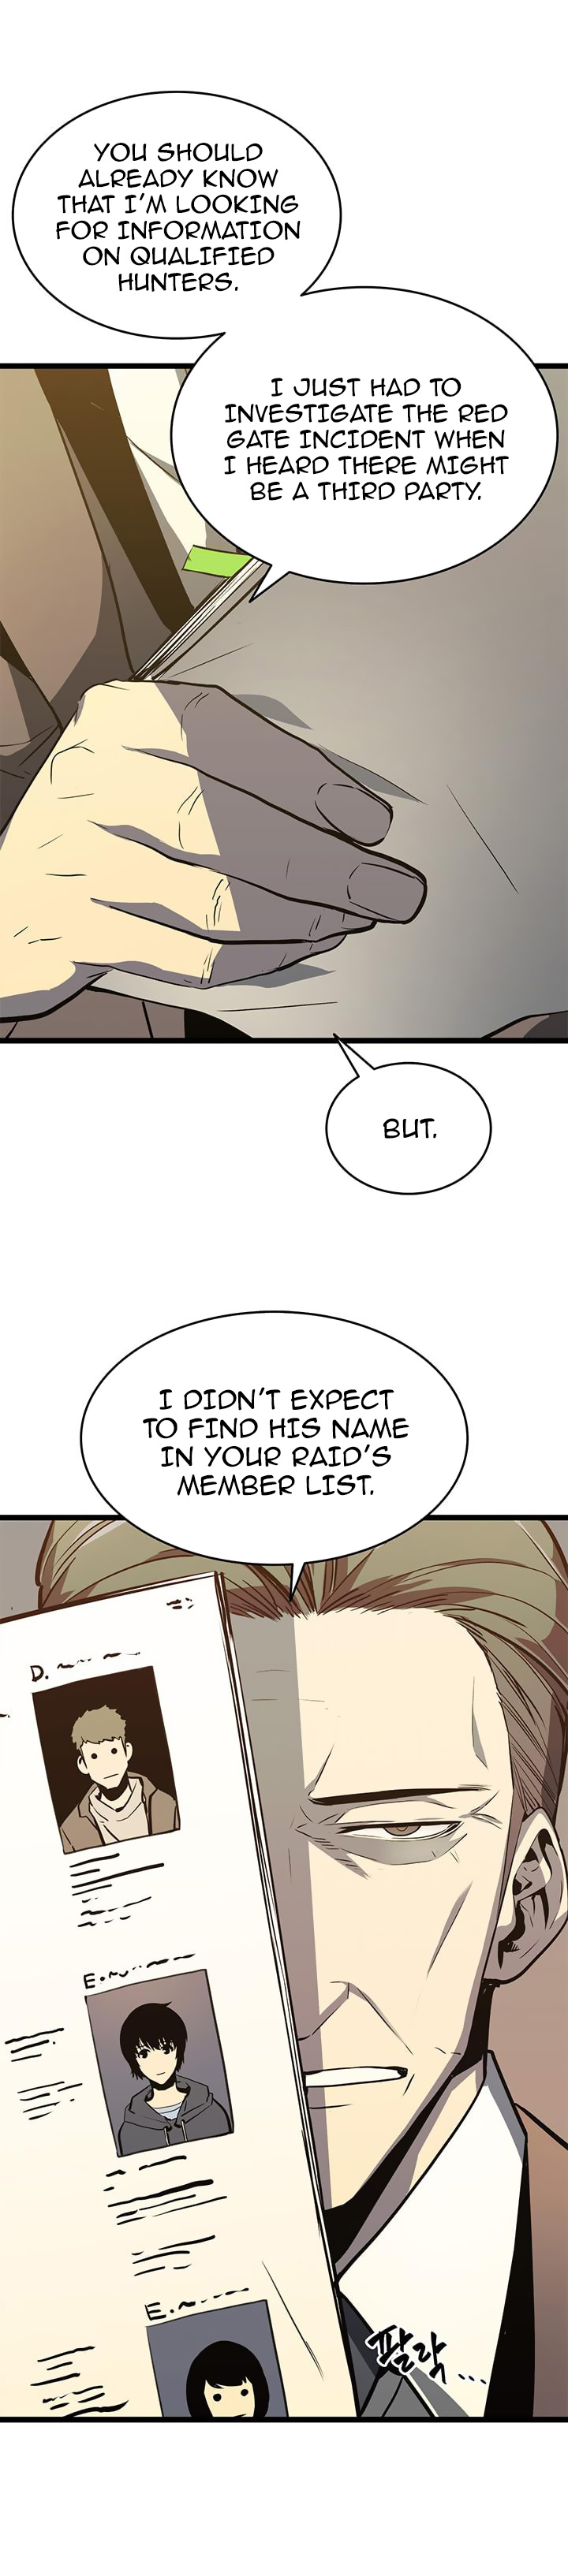 YOU SHOULD
ALREADY KNOW
THAT I'M LOOKING
FOR INFORMATION
ON QUALIFIED
HUNTERS.
I JUST HAD TO
INVESTIGATE THE RED
GATE INCIDENT WHEN
I HEARD THERE MIGHT
BE A THIRD PARTY.
BUT.
I DIDN'T EXPECT
TO FIND HIS NAME
IN YOUR RAID'S
MEMBER LIST.
D.
E.
E.
팔락...